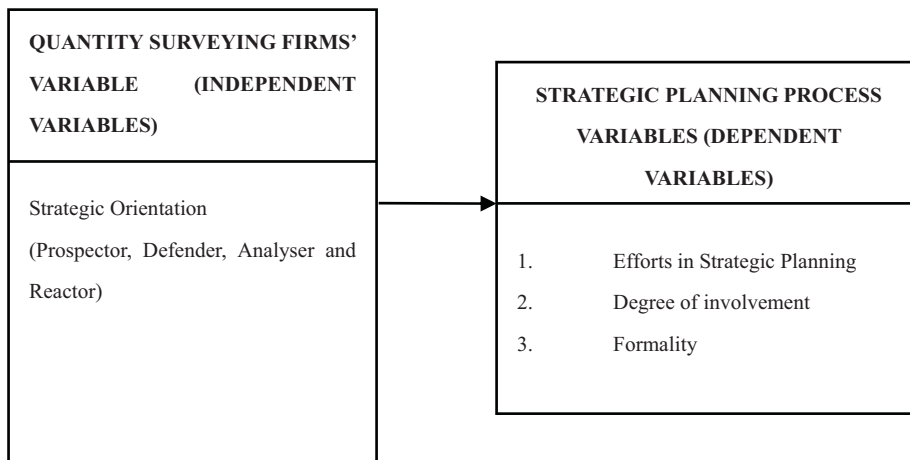 QUANTITY SURVEYING FIRMS’
VARIABLE (INDEPENDENT
VARIABLES)
Strategic Orientation
(Prospector, Defender, Analyser and
Reactor)
STRATEGIC PLANNING PROCESS
VARIABLES (DEPENDENT
VARIABLES)
1. Efforts in Strategic Planning
2. Degree of involvement
3. Formality